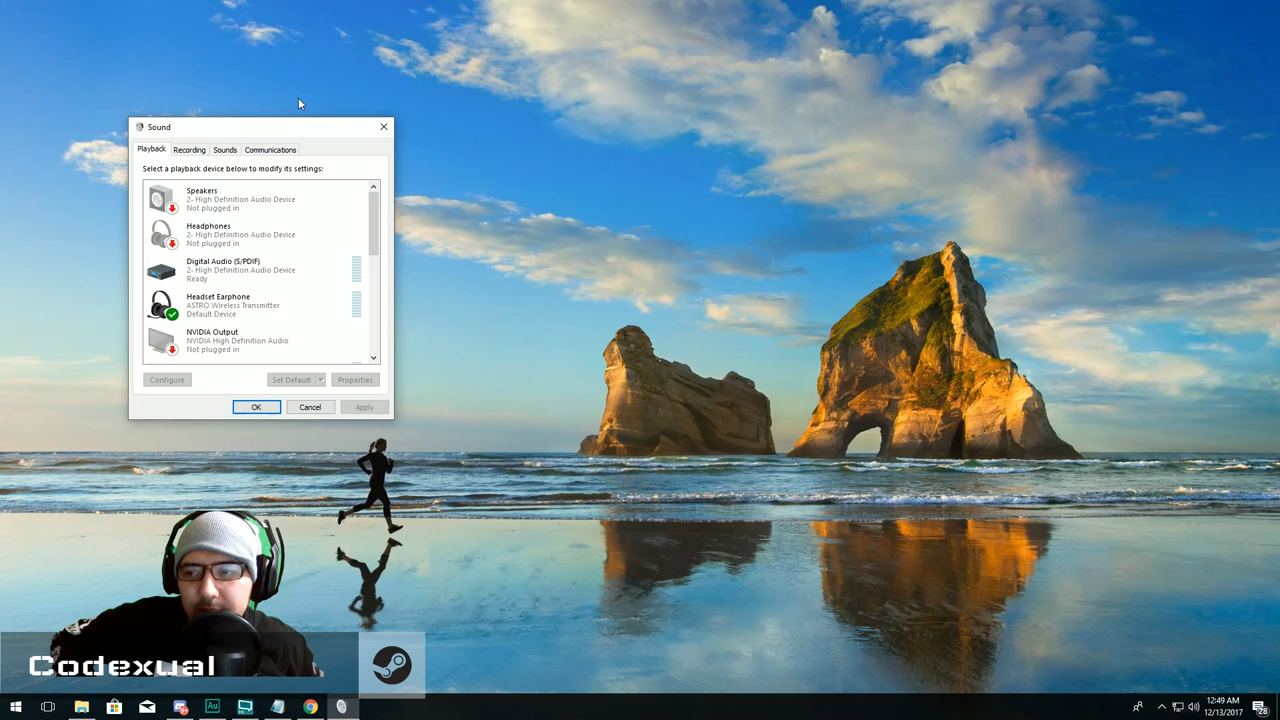 Sound
Playback Recording Sounds Communications
Select a playback device below to modify its settings:
Speakers
2- High Definition Audio Device
Not plugged in
Headphones
2- High Definition Audio Device
Not plugged in
Digital Audio (S/PDIF)
2- High Definition Audio Device
Ready
Headset Earphone
ASTRO Wireless Transmitter
Default Device
NVIDIA Output
NVIDIA High Definition Audio
Not plugged in
Configure Set Default Properties
OK Cancel Apply
Codexual
Au
12:49 AM
12/13/2017
28